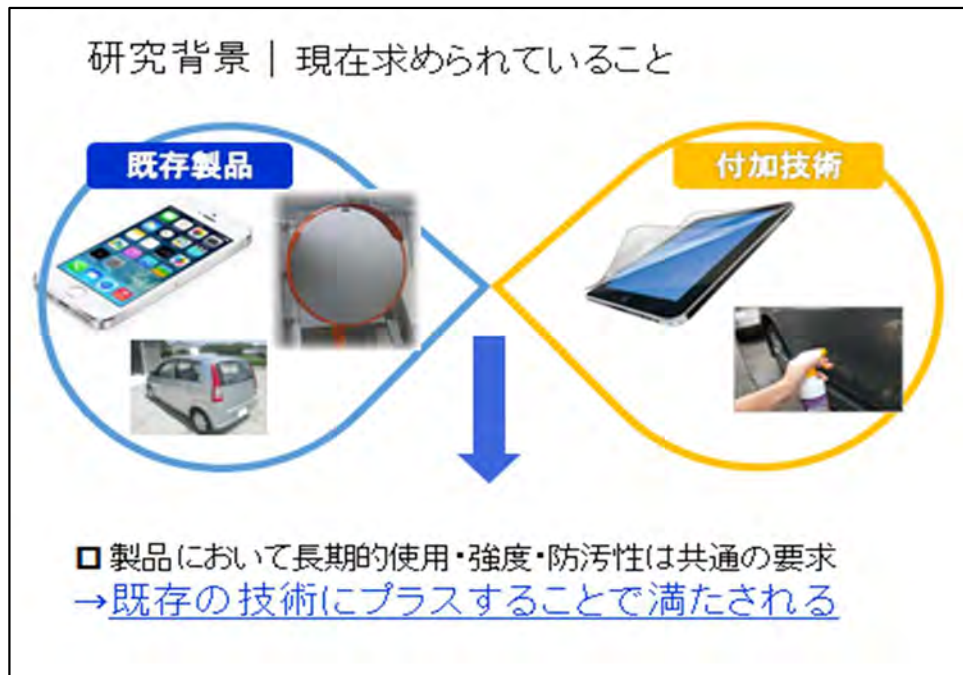 研究背景｜現在求められていること
既存製品
付加技術
□ 製品において長期的使用・強度・防汚性は共通の要求
→既存の技術にプラスすることで満たされる